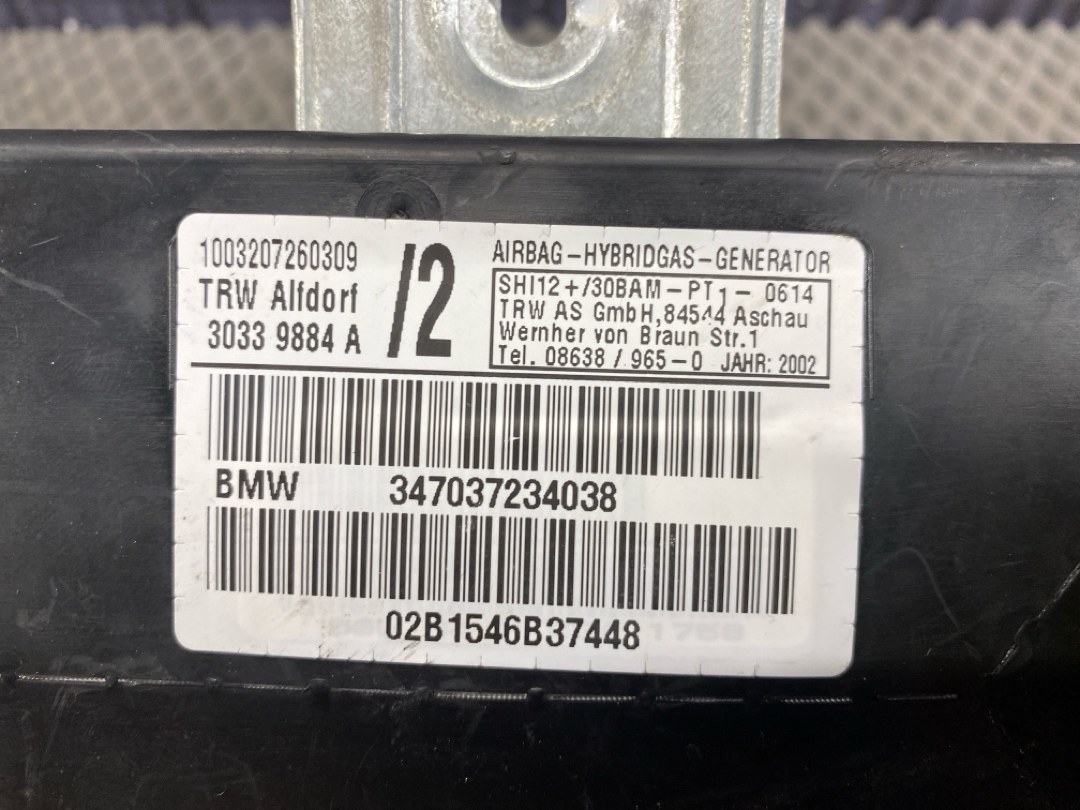 1003207260309
TRW Alfdorf
3033 9884 A
/2
AIRBAG-HYBRIDGAS-GENERATOR
SHI12+/30BAM-PT1- 0614
TRW AS GmbH,84544 Aschau
Wernher von Braun Str.1
Tel. 08638 / 965-0 JAHR: 2002
BMW 347037234038
02B1546B37448